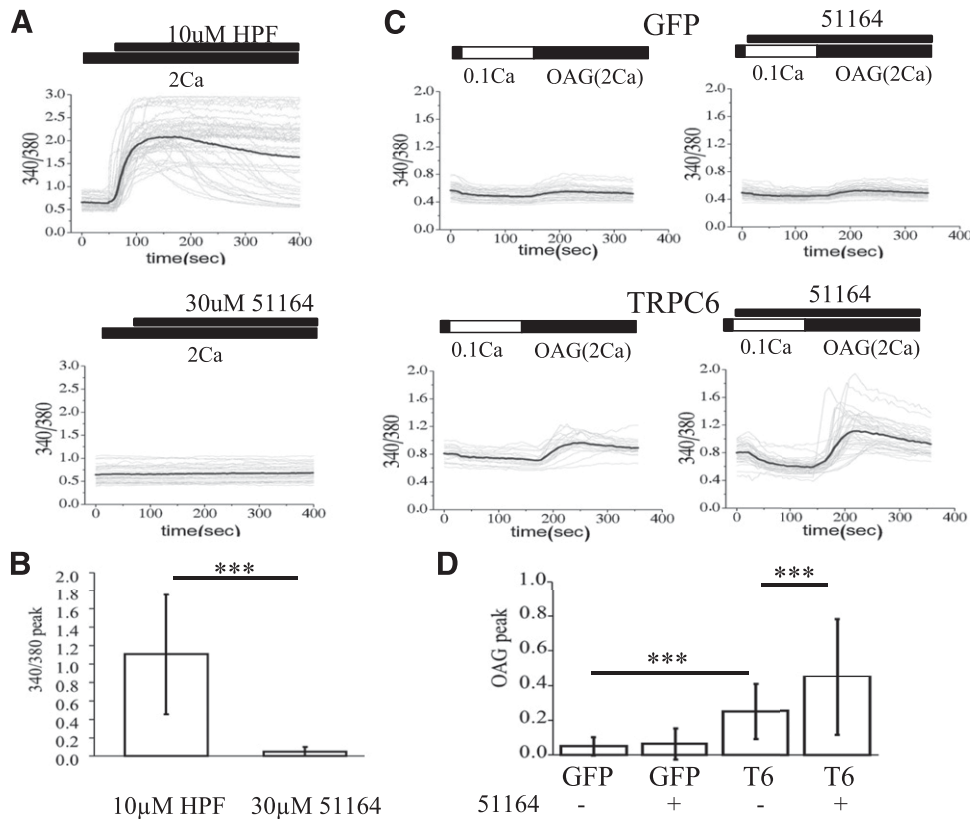 A
10uM HPF
2Ca
3.0
2.5
2.0
1.5
1.0
0.5
0.0
340/380
0 100 200 300 400
time(sec)
30uM 51164
2Ca
3.0
2.5
2.0
1.5
1.0
0.5
0.0
340/380
0 100 200 300 400
time(sec)
B
***
2.0
1.8
1.6
1.4
1.2
1.0
0.8
0.6
0.4
0.2
0.0
340/380 peak
10µM HPF 30µM 51164
C
GFP
0.1Ca OAG(2Ca)
2.0
1.6
1.2
0.8
0.4
0.0
340/380
0 100 200 300 400
time(sec)
51164
0.1Ca OAG(2Ca)
2.0
1.6
1.2
0.8
0.4
0.0
340/380
0 100 200 300 400
time(sec)
TRPC6
0.1Ca OAG(2Ca)
2.0
1.6
1.2
0.8
0.4
0.0
340/380
0 100 200 300 400
time(sec)
51164
0.1Ca OAG(2Ca)
2.0
1.6
1.2
0.8
0.4
0.0
340/380
0 100 200 300 400
time(sec)
D
***
***
1.0
0.8
0.6
0.4
0.2
0.0
OAG peak
GFP GFP T6 T6
51164 - + - +